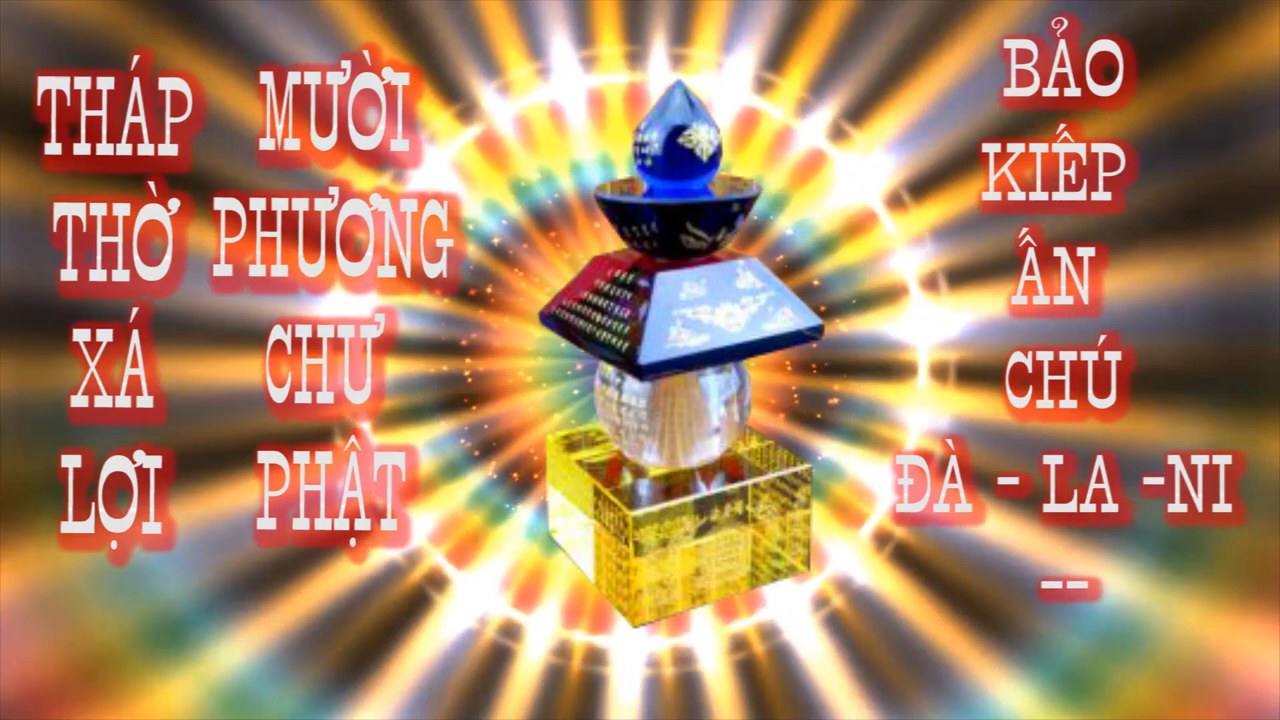 THÁP MƯỜI
THỜ PHƯƠNG
XÁ CHƯ
LỢI PHẬT
BẢO
KIẾP
ẤN
CHÚ
ĐÀ - LA -NI
--